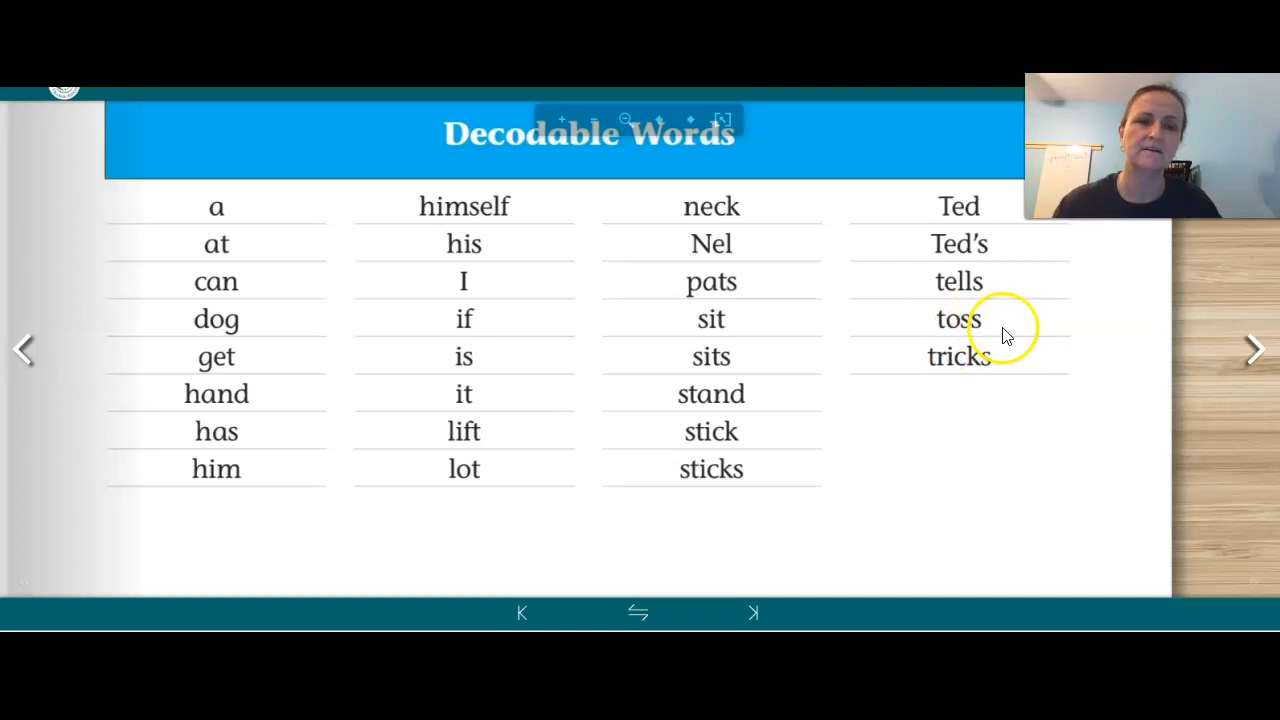 Decodable Words
a
at
can
dog
get
hand
has
him
himself
his
I
if
is
it
lift
lot
neck
Nel
pats
sit
sits
stand
stick
sticks
Ted
Ted's
tells
toss
tricks